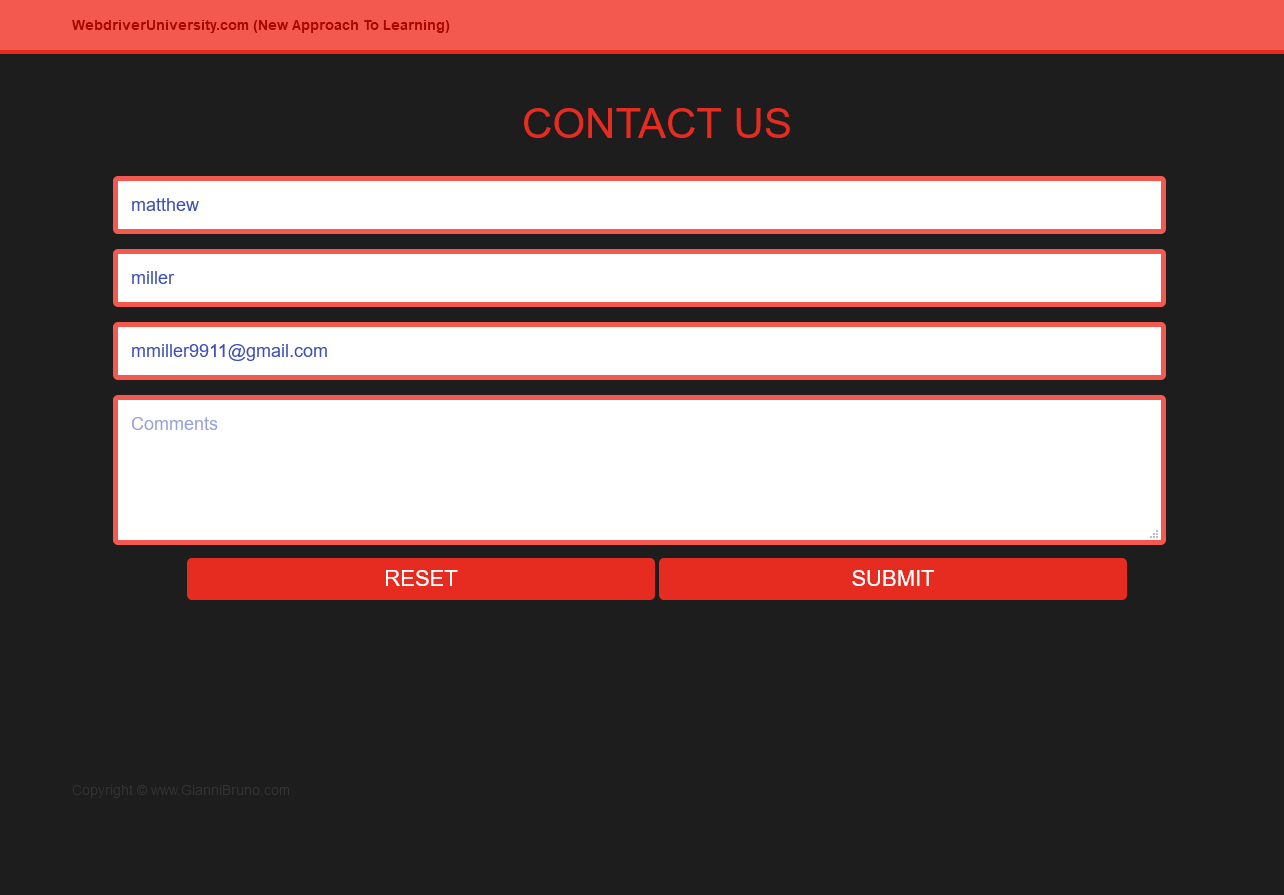 WebdriverUniversity.com (New Approach To Learning)
CONTACT US
matthew
miller
mmiller9911@gmail.com
Comments
RESET SUBMIT
Copyright © www.GianniBruno.com